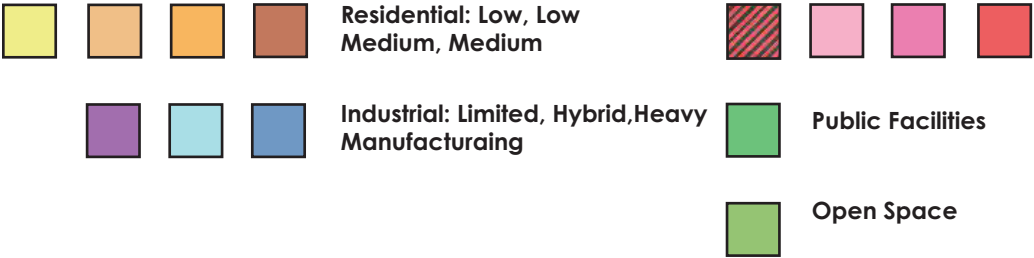 Residential: Low, Low
Medium, Medium
Industrial: Limited, Hybrid,Heavy
Manufacturaing
Public Facilities
Open Space